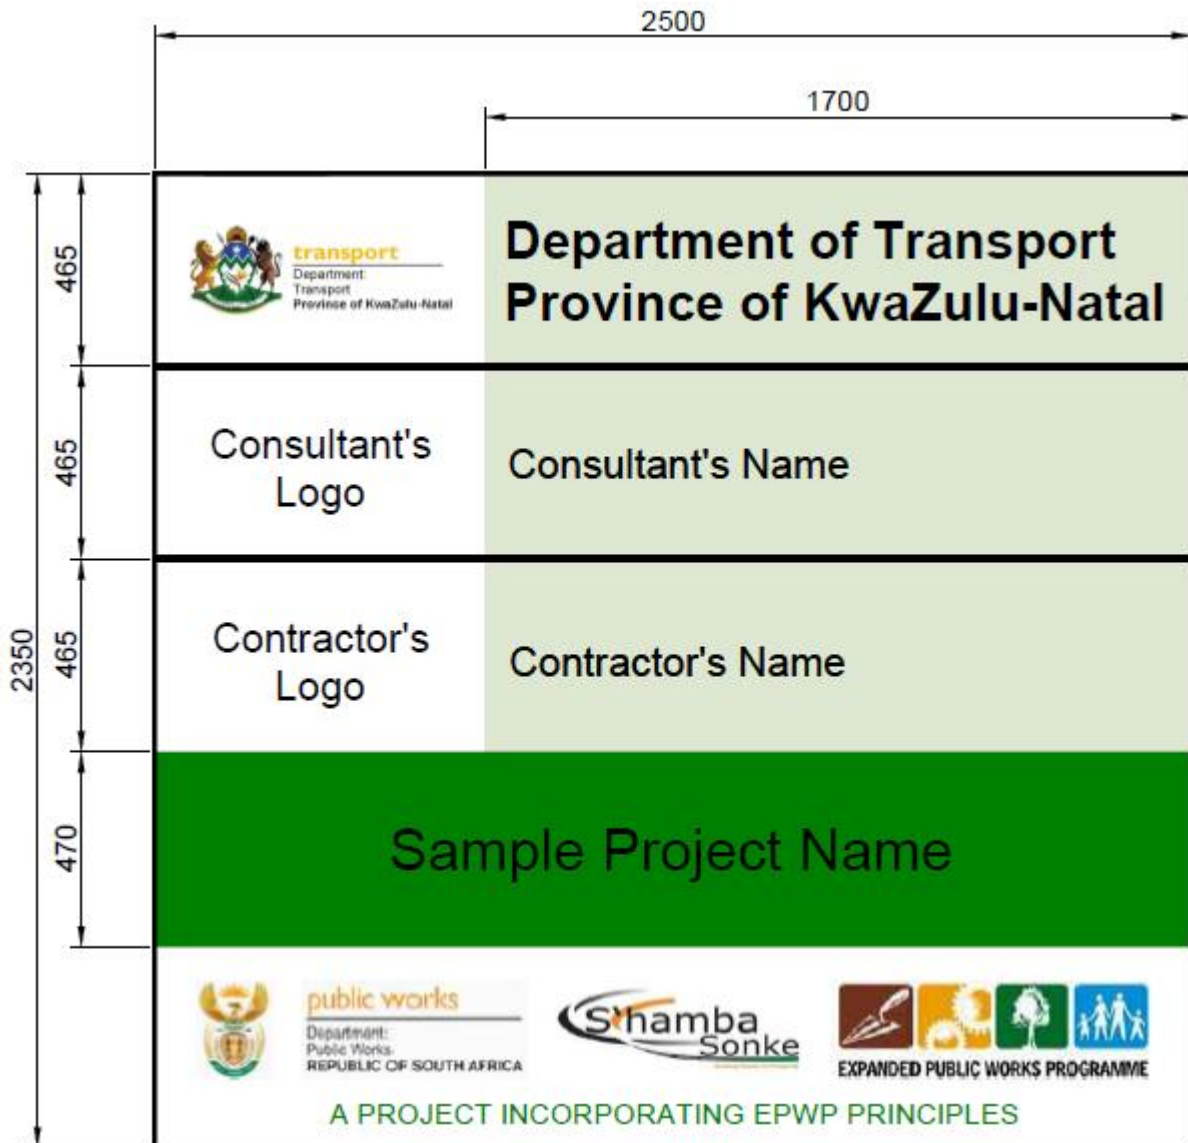 2500
1700
2350
465
transport
Department:
Transport
Province of KwaZulu-Natal
Department of Transport
Province of KwaZulu-Natal
465
Consultant's
Logo
Consultant's Name
465
Contractor's
Logo
Contractor's Name
470
Sample Project Name
public works
Department:
Public Works
REPUBLIC OF SOUTH AFRICA
S'hamba
Sonke
EXPANDED PUBLIC WORKS PROGRAMME
A PROJECT INCORPORATING EPWP PRINCIPLES